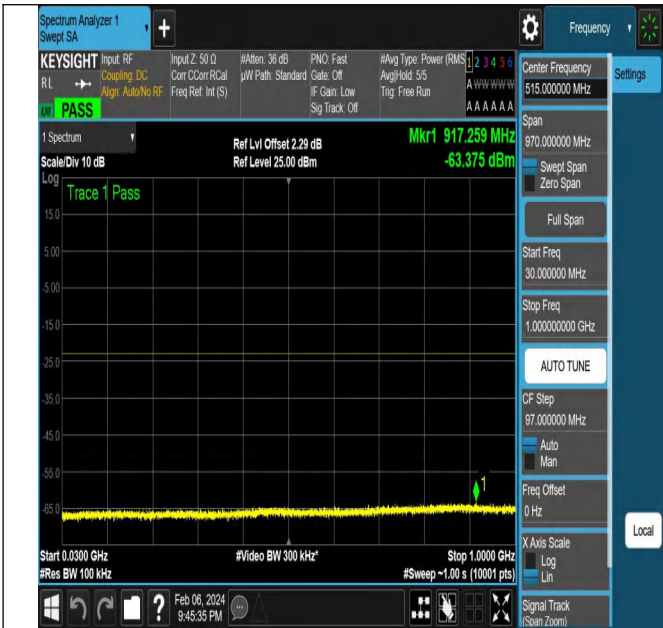 Spectrum Analyzer 1
Swept SA
+
Frequency
KEYSIGHT
RL
PASS
Input: RF
Coupling: DC
Align: Auto/No RF
Input Z: 50 Ω
Corr CCorr RCal
Freq Ref: Int (S)
#Atten: 36 dB
µW Path: Standard
PNO: Fast
Gate: Off
IF Gain: Low
Sig Track: Off
#Avg Type: Power (RMS
Avg|Hold: 5/5
Trig: Free Run
1 2 3 4 5 6
A W W W W W
A A A A A A
1 Spectrum
Scale/Div 10 dB
Ref Lvl Offset 2.29 dB
Ref Level 25.00 dBm
Mkr1 917.259 MHz
-63.375 dBm
Log
Trace 1 Pass
15.0
5.00
-5.00
-15.0
-25.0
-35.0
-45.0
-55.0
-65.0
1
Start 0.0300 GHz
#Res BW 100 kHz
#Video BW 300 kHz*
Stop 1.0000 GHz
#Sweep ~1.00 s (10001 pts)
Center Frequency
515.000000 MHz
Span
970.000000 MHz
Swept Span
Zero Span
Full Span
Start Freq
30.000000 MHz
Stop Freq
1.000000000 GHz
AUTO TUNE
CF Step
97.000000 MHz
Auto
Man
Freq Offset
0 Hz
X Axis Scale
Log
Lin
Signal Track
(Span Zoom)
Settings
Local
?
Feb 06, 2024
9:45:35 PM